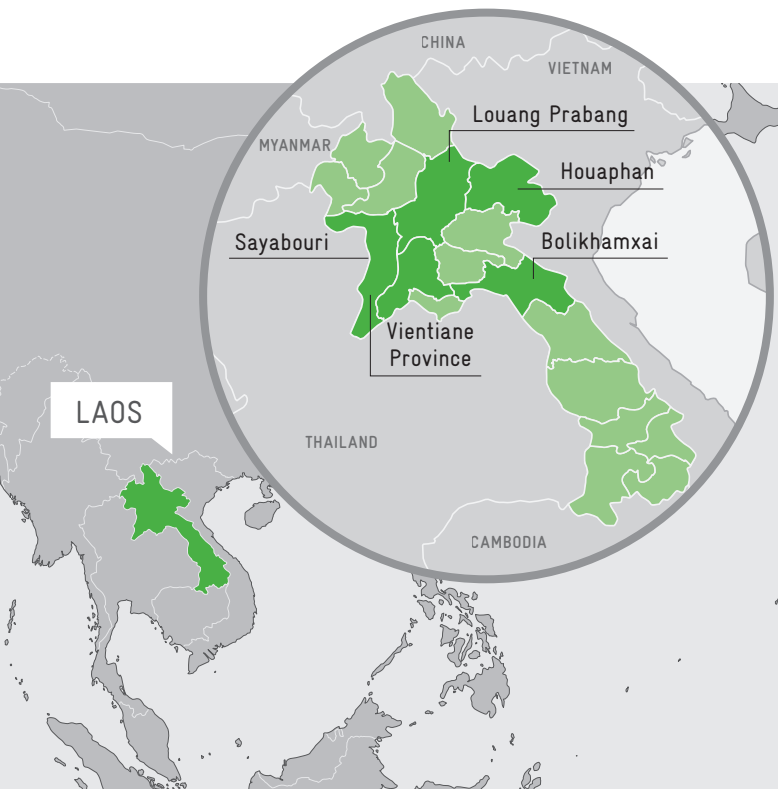 CHINA
VIETNAM
Louang Prabang
MYANMAR
Houaphan
Sayabouri
Bolikhamxai
Vientiane
Province
LAOS
THAILAND
CAMBODIA